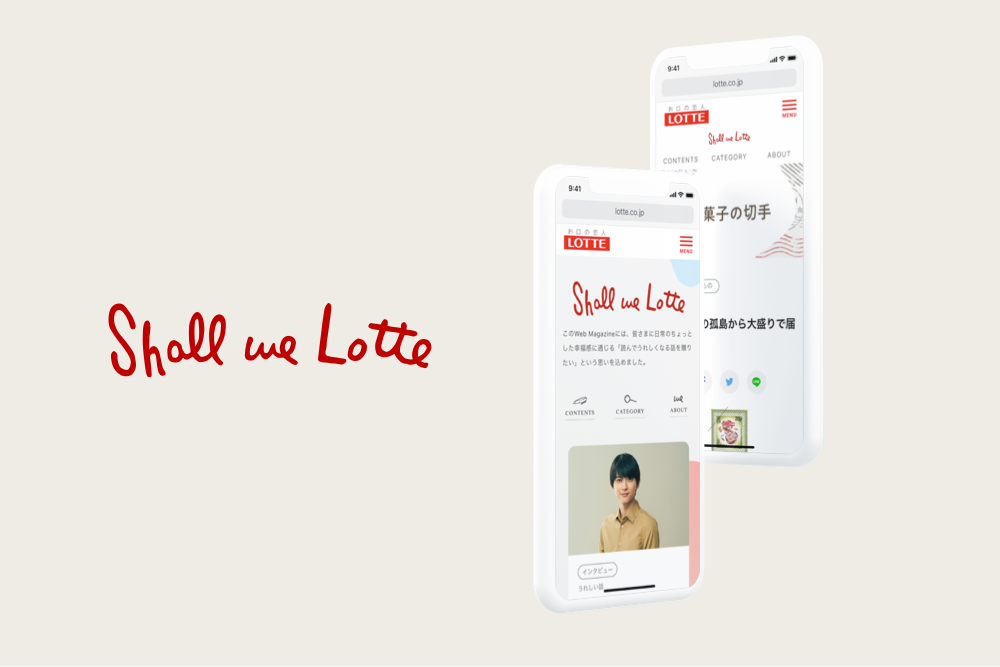 Shall we Lotte
9:41
lotte.co.jp
お口の恋人
LOTTE
MENU
Shall we Lotte
このWeb Magazineには、皆さまに日常のちょっと
した幸福感に通じる「読んでうれしくなる話を贈り
たい」という思いを込めました。
CONTENTS
CATEGORY
we
ABOUT
インタビュー
うれしい話
9:41
lotte.co.jp
お口の恋人
LOTTE
MENU
Shall we Lotte
CONTENTS
CATEGORY
ABOUT
菓子の切手
の孤島から大盛りで届
LINE